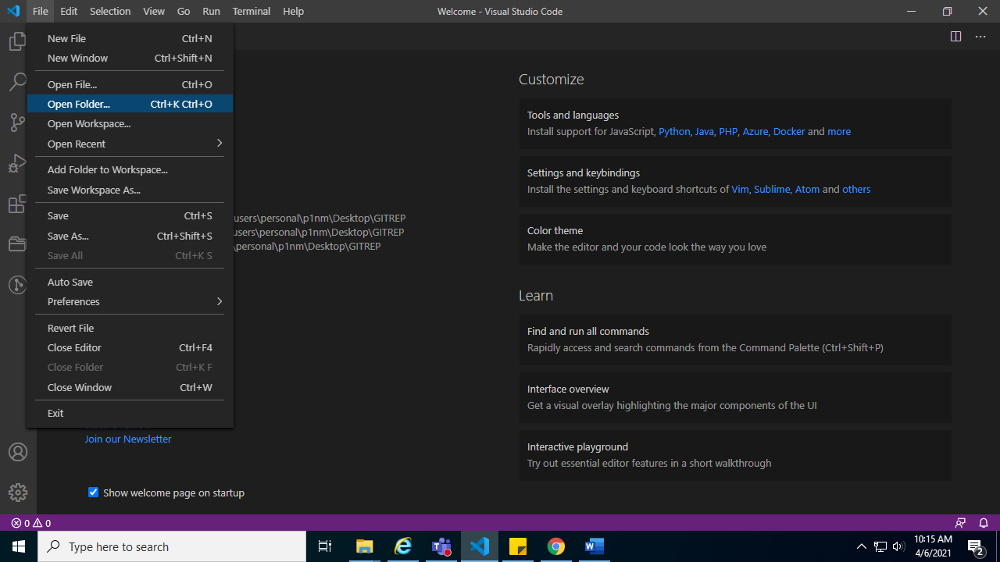 File Edit Selection View Go Run Terminal Help
Welcome - Visual Studio Code
New File Ctrl+N
New Window Ctrl+Shift+N
Open File... Ctrl+O
Open Folder... Ctrl+K Ctrl+O
Open Workspace...
Open Recent
Add Folder to Workspace...
Save Workspace As...
Save Ctrl+S
Save As... Ctrl+Shift+S
Save All Ctrl+K S
Auto Save
Preferences
Revert File
Close Editor Ctrl+F4
Close Folder Ctrl+K F
Close Window Ctrl+W
Exit
users\personal\p1nm\Desktop\GITREP
users\personal\p1nm\Desktop\GITREP
\personal\p1nm\Desktop\GITREP
Join our Newsletter
Show welcome page on startup
Customize
Tools and languages
Install support for JavaScript, Python, Java, PHP, Azure, Docker and more
Settings and keybindings
Install the settings and keyboard shortcuts of Vim, Sublime, Atom and others
Color theme
Make the editor and your code look the way you love
Learn
Find and run all commands
Rapidly access and search commands from the Command Palette (Ctrl+Shift+P)
Interface overview
Get a visual overlay highlighting the major components of the UI
Interactive playground
Try out essential editor features in a short walkthrough
0 0
Type here to search
10:15 AM
4/6/2021
2